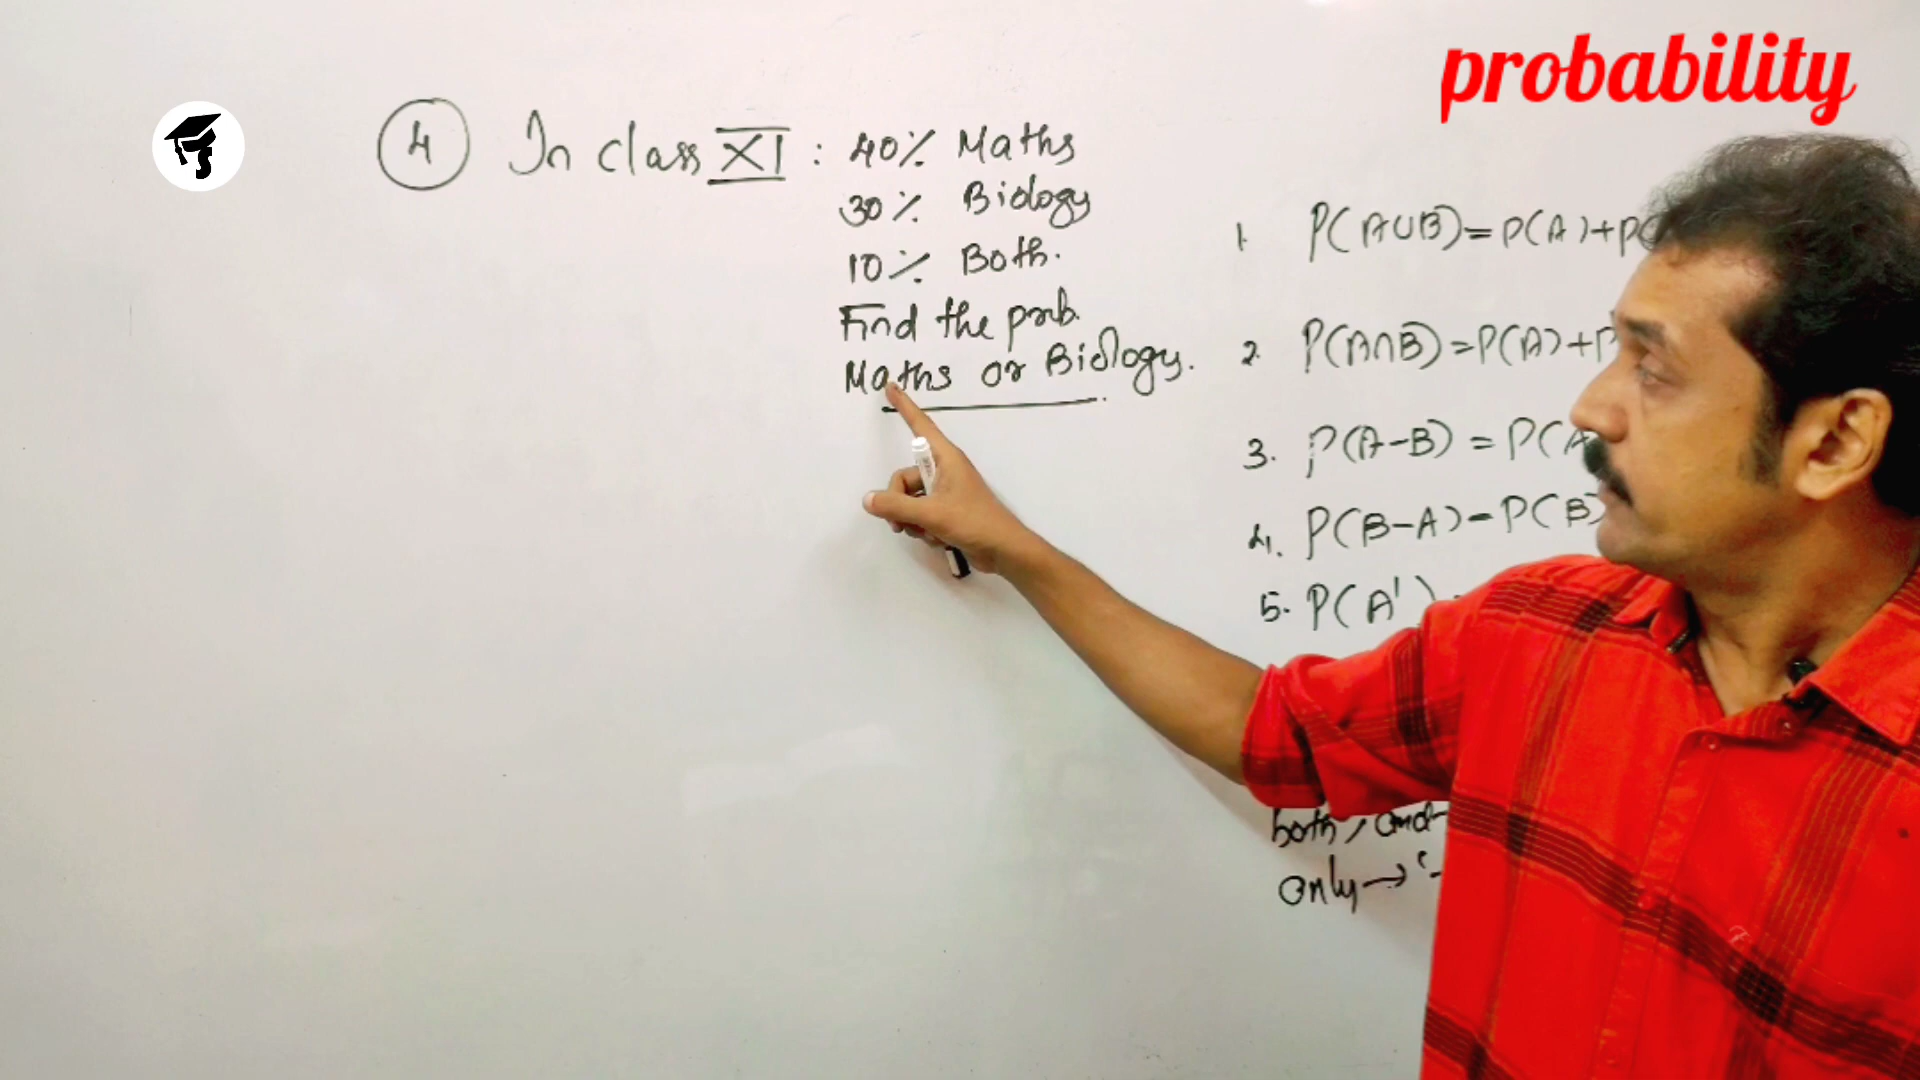 probability
4 In class XI : 40% Maths
30% Biology
10% Both.
Find the prob.
Maths or Biology.
1. P(A∪B)=P(A)+P(
2. P(A∩B)=P(A)+P
3. P(A-B) = P(A
4. P(B-A)=P(B)
5. P(A')
both, and
only→'-